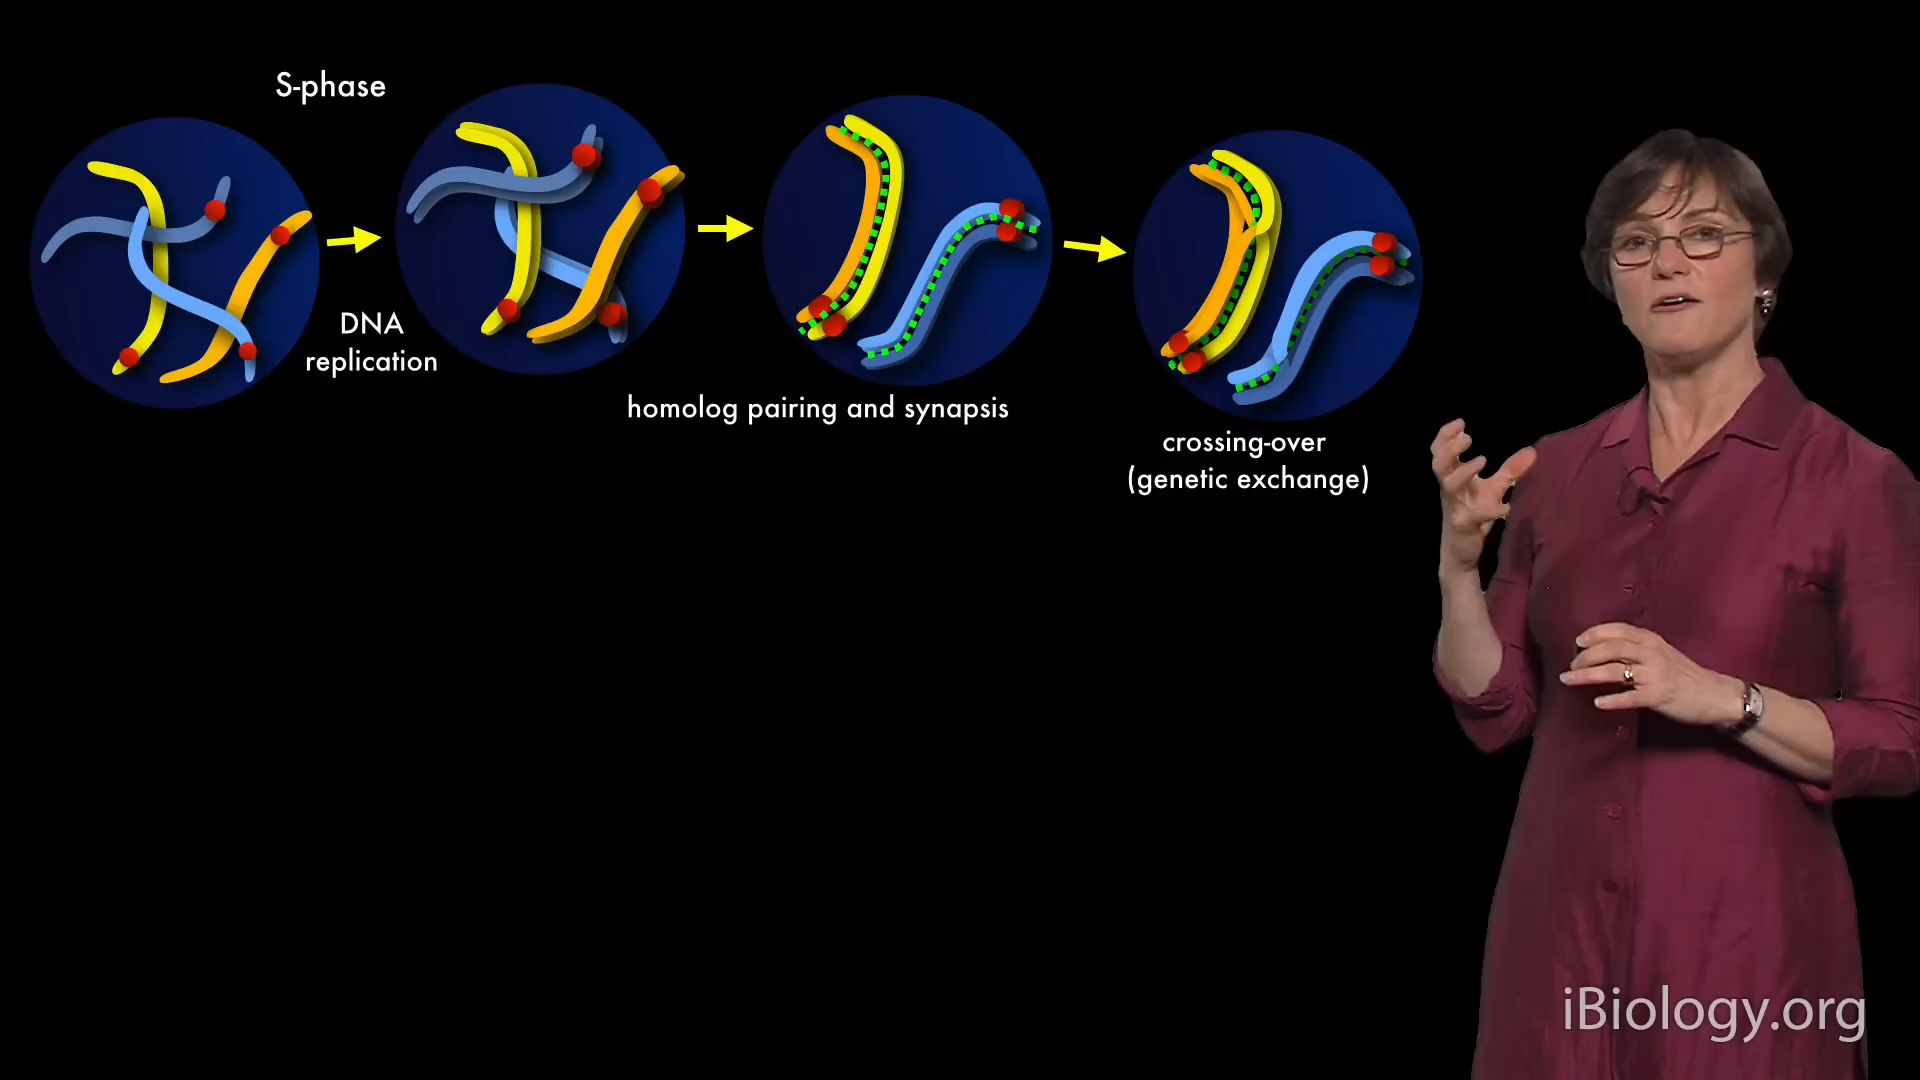 S-phase
DNA
replication
homolog pairing and synapsis
crossing-over
(genetic exchange)
iBiology.org